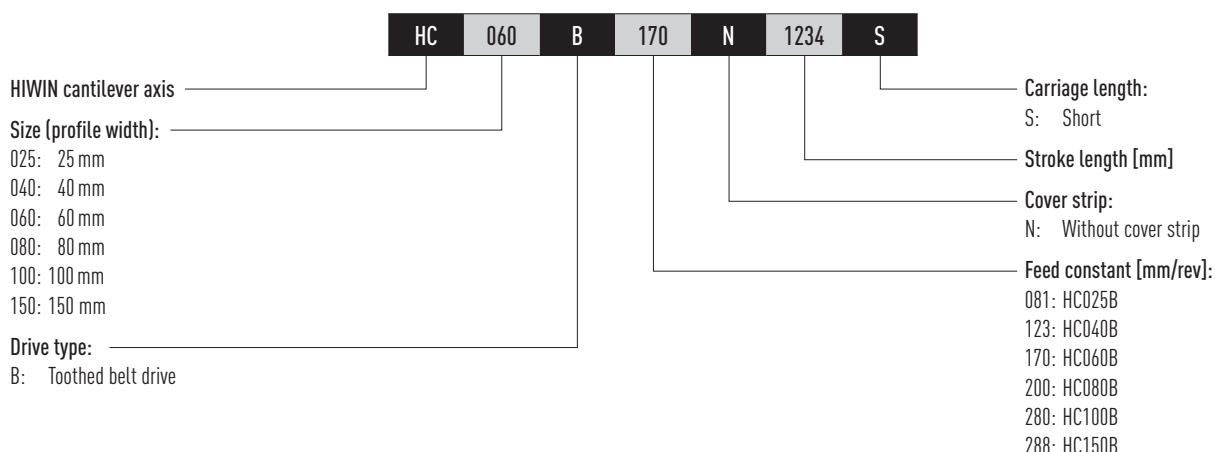 HC 060 B 170 N 1234 S
HIWIN cantilever axis
Size (profile width):
025: 25 mm
040: 40 mm
060: 60 mm
080: 80 mm
100: 100 mm
150: 150 mm
Drive type:
B: Toothed belt drive
Carriage length:
S: Short
Stroke length [mm]
Cover strip:
N: Without cover strip
Feed constant [mm/rev]:
081: HC025B
123: HC040B
170: HC060B
200: HC080B
280: HC100B
288: HC150B